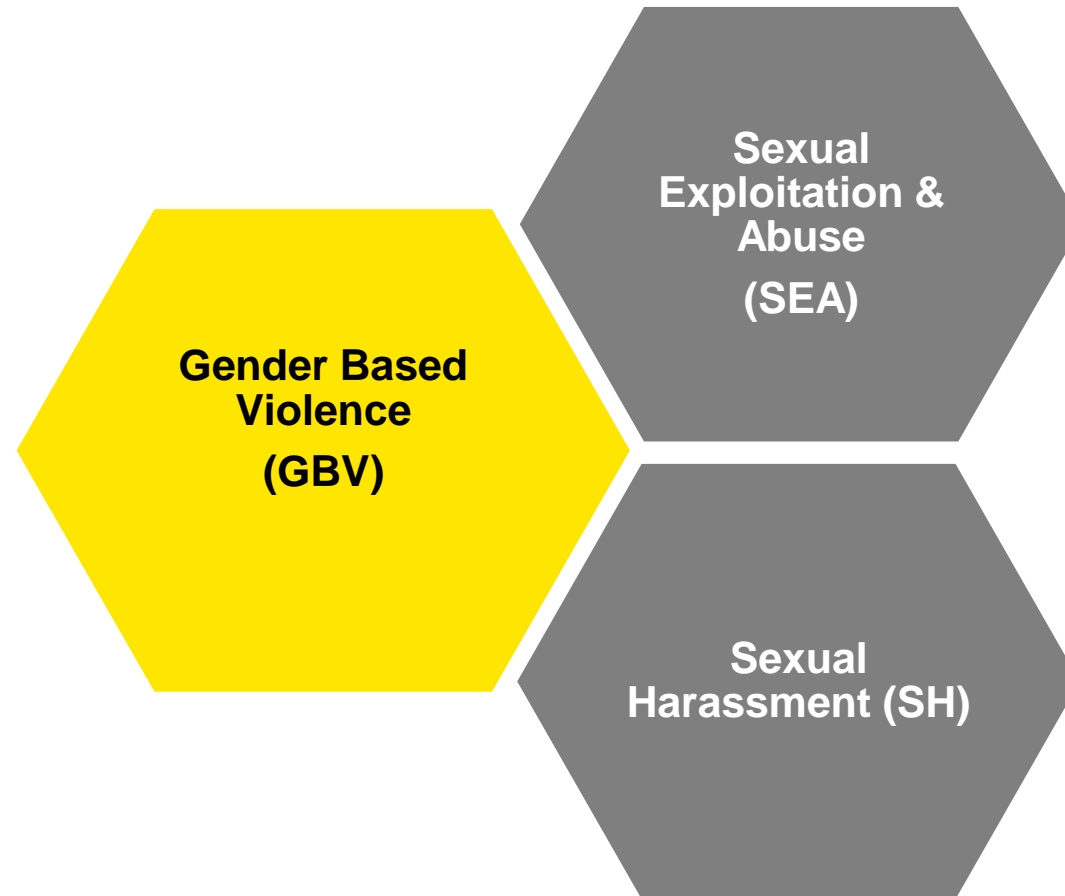 Gender Based
Violence
(GBV)
Sexual
Exploitation &
Abuse
(SEA)
Sexual
Harassment (SH)